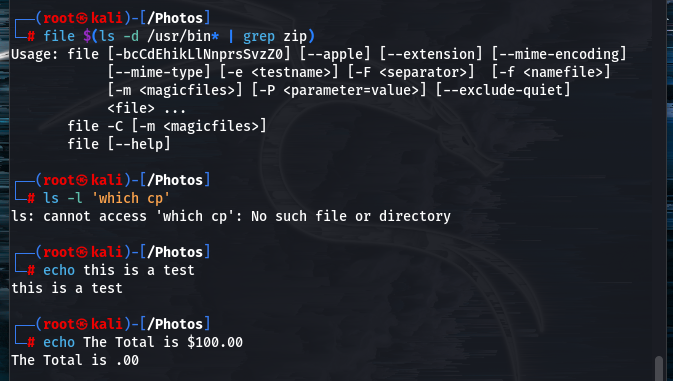 ┌──(root㉿kali)-[/Photos]
└─# file $(ls -d /usr/bin* | grep zip)
Usage: file [-bcCdEhikLlNnprsSvzZ0] [--apple] [--extension] [--mime-encoding]
            [--mime-type] [-e <testname>] [-F <separator>]  [-f <namefile>]
            [-m <magicfiles>] [-P <parameter=value>] [--exclude-quiet]
            <file> ...
       file -C [-m <magicfiles>]
       file [--help]
┌──(root㉿kali)-[/Photos]
└─# ls -l 'which cp'
ls: cannot access 'which cp': No such file or directory
┌──(root㉿kali)-[/Photos]
└─# echo this is a test
this is a test
┌──(root㉿kali)-[/Photos]
└─# echo The Total is $100.00
The Total is .00